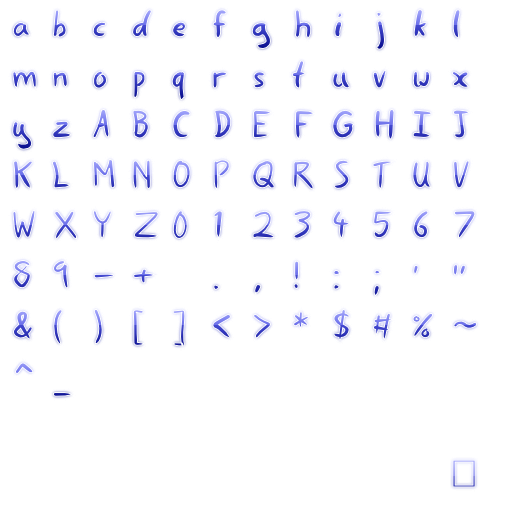 a b c d e f g h i j k l
m n o p q r s t u v w x
y z A B C D E F G H I J
K L M N O P Q R S T U V
W X Y Z 0 1 2 3 4 5 6 7
8 9 - + . , ! : ; ' "
& ( ) [ ] < > * $ # % ~
^ _
□